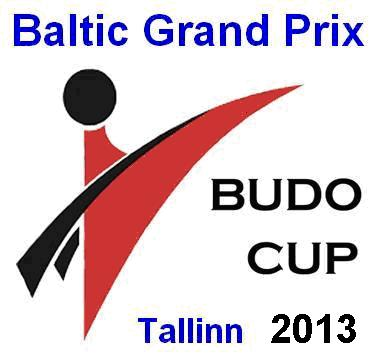 Baltic Grand Prix
BUDO
CUP
Tallinn 2013